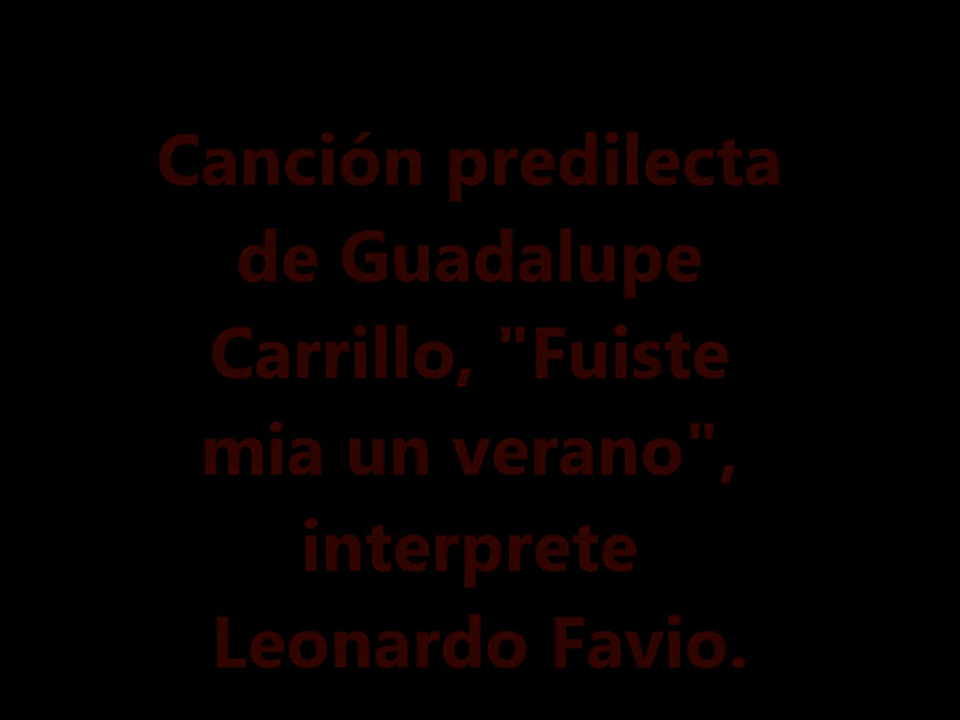 Canción predilecta
de Guadalupe
Carrillo, "Fuiste
mia un verano",
interprete
Leonardo Favio.